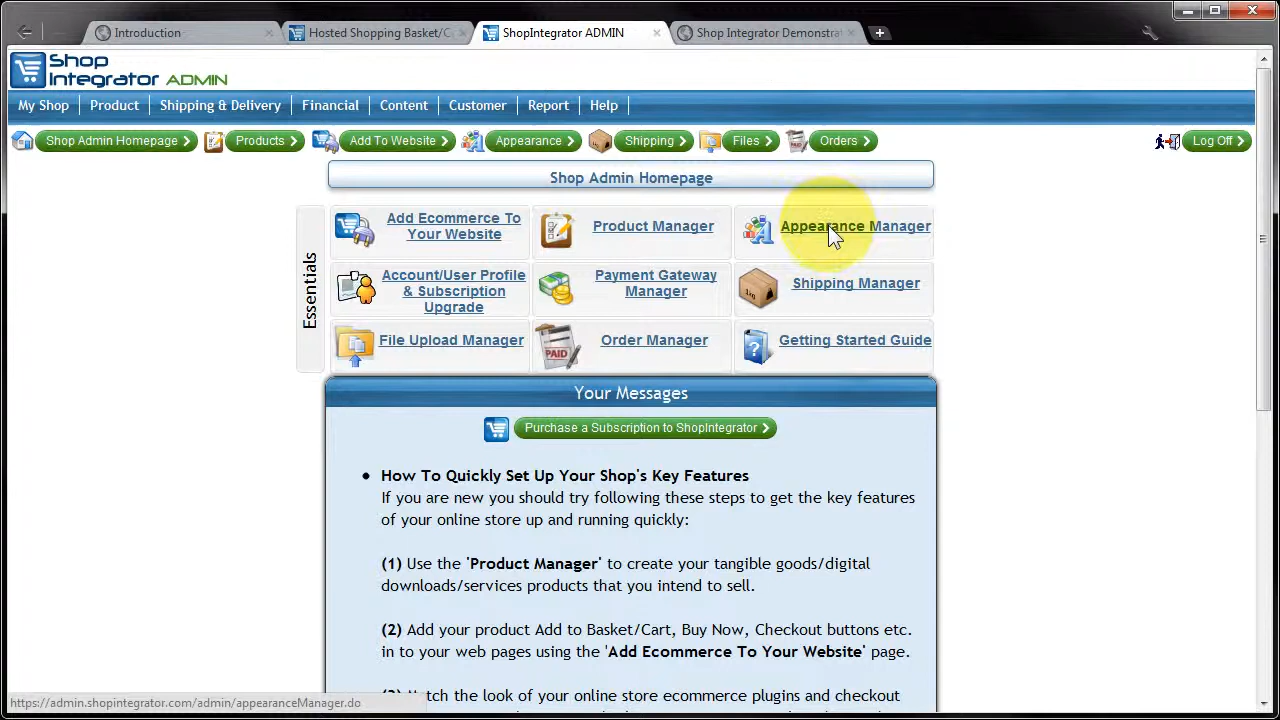 Introduction
Hosted Shopping Basket/C
ShopIntegrator ADMIN
Shop Integrator Demonstrat
Shop Integrator ADMIN
My Shop
Product
Shipping & Delivery
Financial
Content
Customer
Report
Help
Shop Admin Homepage
Products
Add To Website
Appearance
Shipping
Files
Orders
Log Off
Shop Admin Homepage
Essentials
Add Ecommerce To
Your Website
Product Manager
Appearance Manager
Account/User Profile
& Subscription
Upgrade
Payment Gateway
Manager
Shipping Manager
File Upload Manager
Order Manager
PAID
Getting Started Guide
Your Messages
Purchase a Subscription to ShopIntegrator
• How To Quickly Set Up Your Shop's Key Features
If you are new you should try following these steps to get the key features
of your online store up and running quickly:
(1) Use the 'Product Manager' to create your tangible goods/digital
downloads/services products that you intend to sell.
(2) Add your product Add to Basket/Cart, Buy Now, Checkout buttons etc.
in to your web pages using the 'Add Ecommerce To Your Website' page.
tch the look of your online store ecommerce plugins and checkout
https://admin.shopintegrator.com/admin/appearanceManager.do